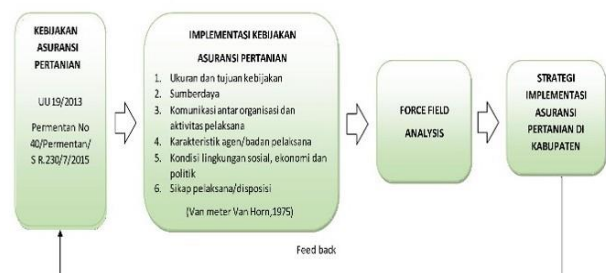 KEBIJAKAN
ASURANSI
PERTANIAN
UU 19/2013
Permentan No
40/Permentan/
S R.230/7/2015
IMPLEMENTASI KEBIJAKAN
ASURANSI PERTANIAN
1. Ukuran dan tujuan kebijakan
2. Sumberdaya
3. Komunikasi antar organisasi dan
aktivitas pelaksana
4. Karakteristik agen/badan pelaksana
5. Kondisi lingkungan sosial, ekonomi dan
politik
6. Sikap pelaksana/disposisi
(Van meter Van Horn,1975)
FORCE FIELD
ANALYSIS
STRATEGI
IMPLEMENTASI
ASURANSI
PERTANIAN DI
KABUPATEN
Feed back